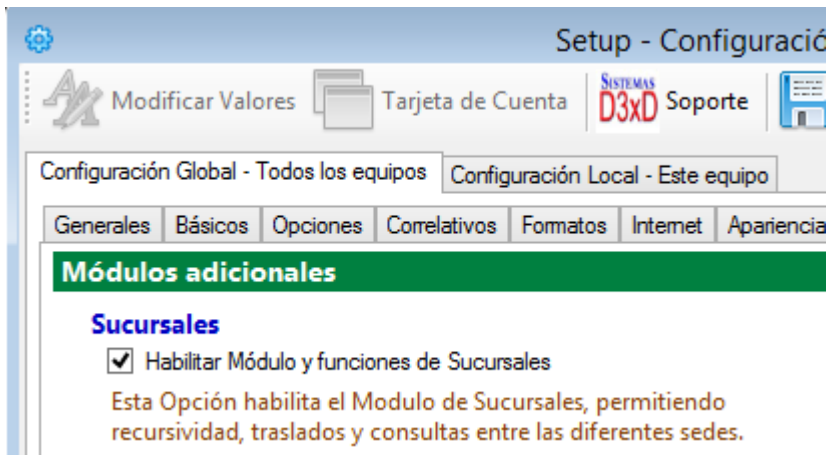 Setup - Configuració
Modificar Valores Tarjeta de Cuenta SISTEMAS D3xD Soporte
Configuración Global - Todos los equipos Configuración Local - Este equipo
Generales Básicos Opciones Correlativos Formatos Internet Apariencia
Módulos adicionales
Sucursales
Habilitar Módulo y funciones de Sucursales
Esta Opción habilita el Modulo de Sucursales, permitiendo
recursividad, traslados y consultas entre las diferentes sedes.